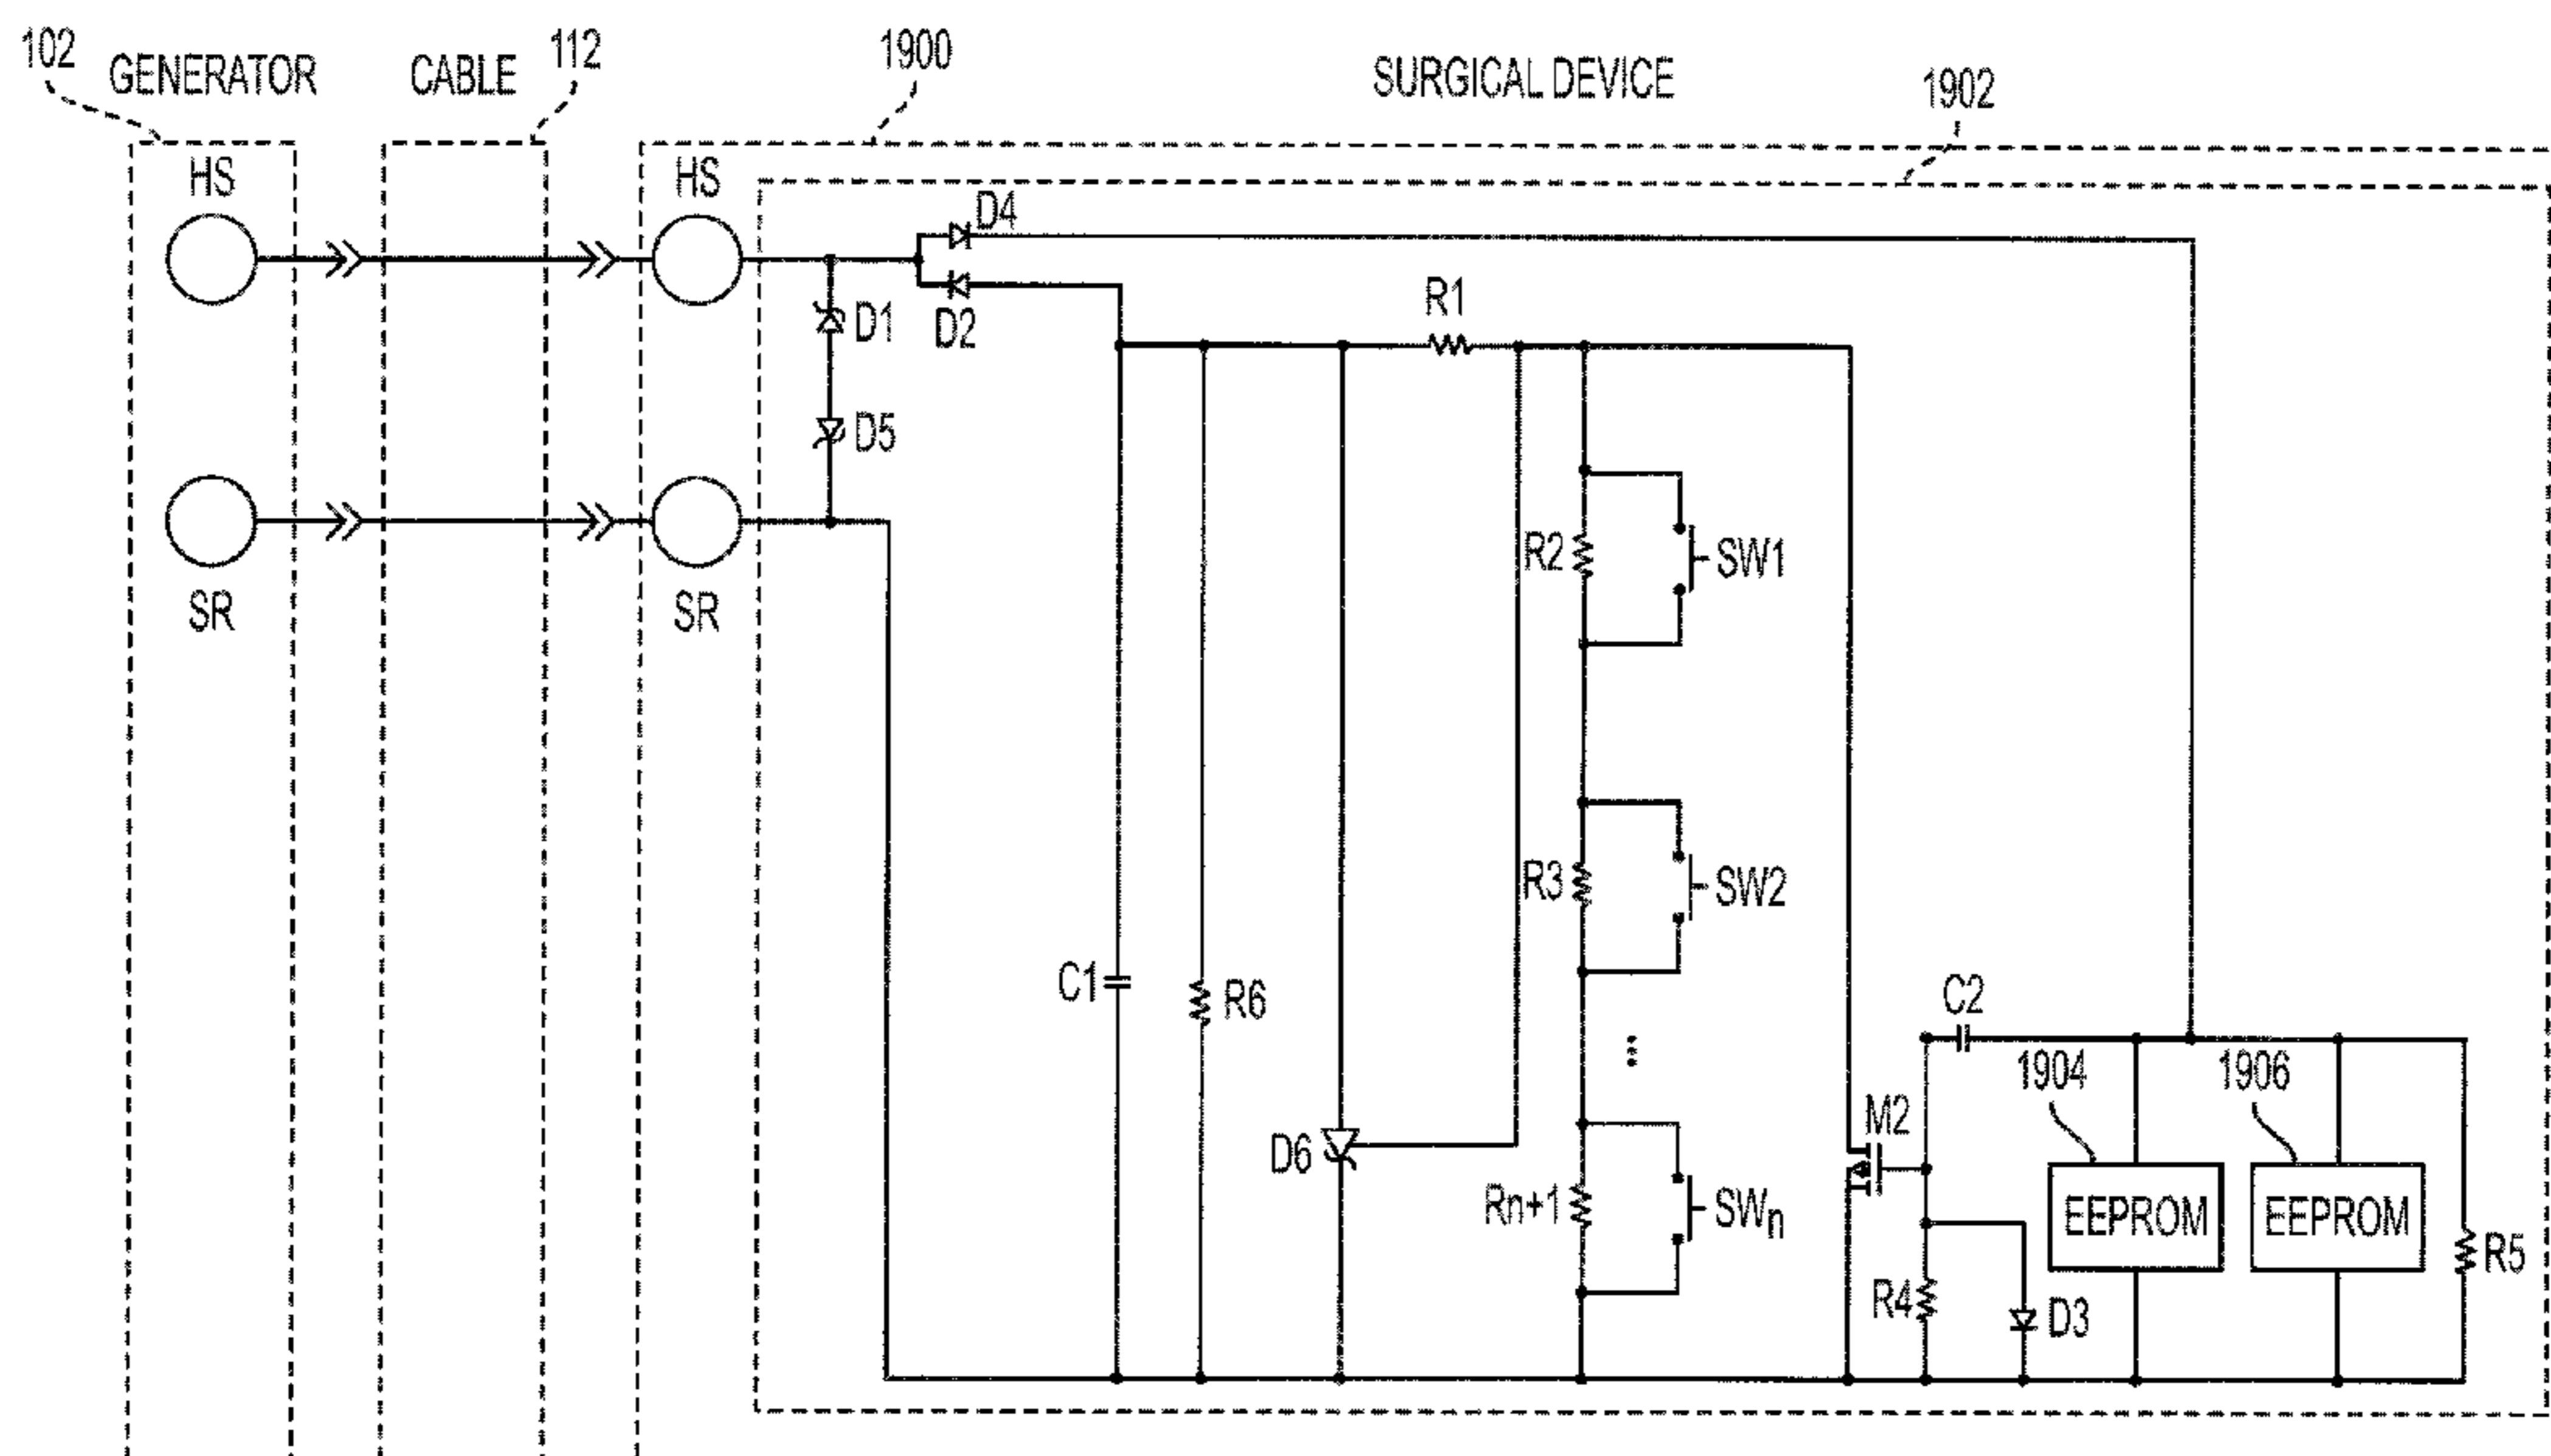 102
GENERATOR
CABLE
112
1900
SURGICAL DEVICE
1902
HS
HS
D4
D2
D1
D5
R1
SR
SR
R2
SW1
R3
SW2
C1
R6
...
C2
1904
1906
M2
D6
Rn+1
SWn
EEPROM
EEPROM
R5
R4
D3